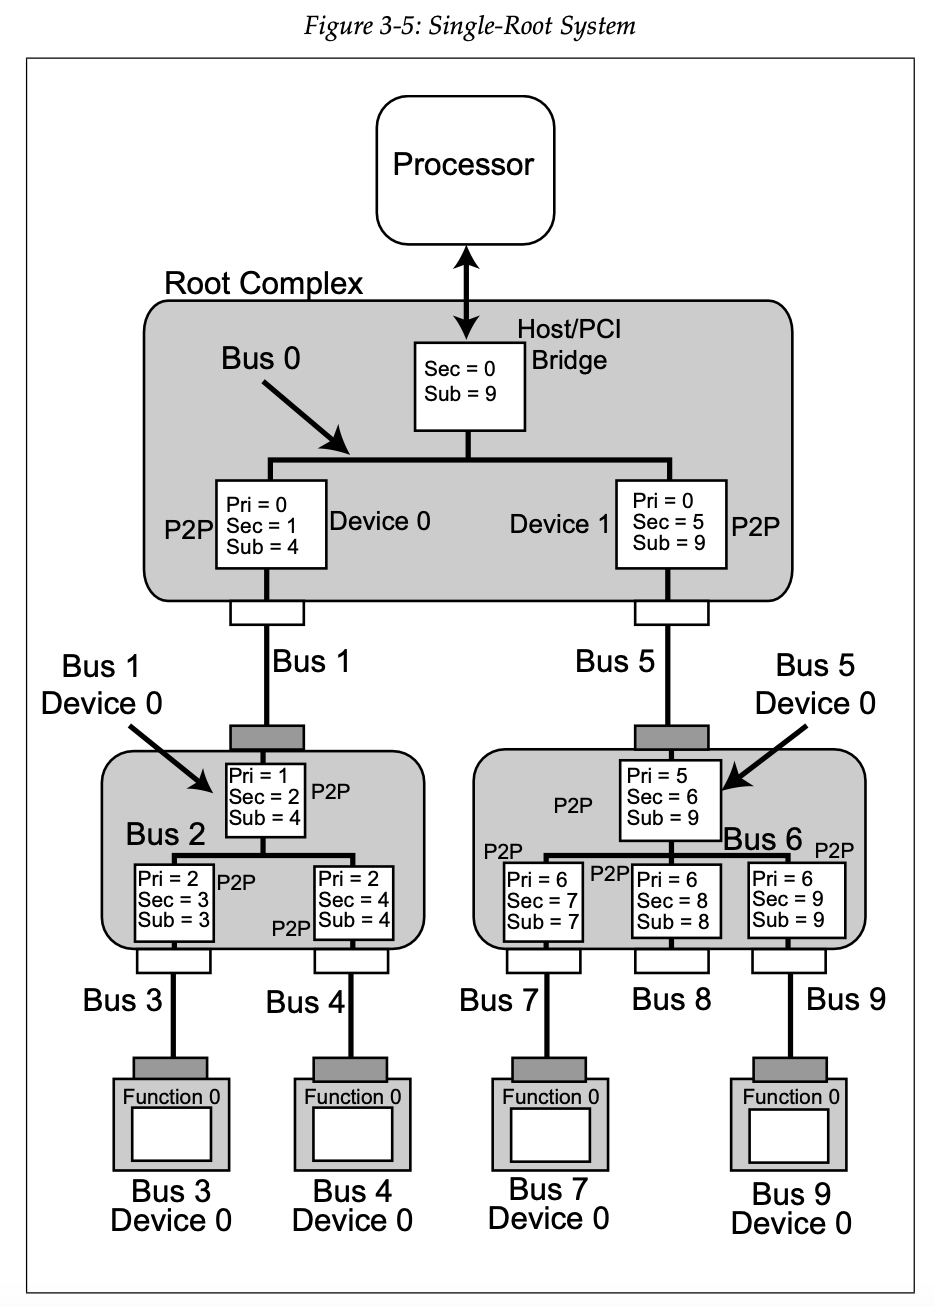 Figure 3-5: Single-Root System
Processor
Root Complex
Host/PCI
Bridge
Bus 0
Sec = 0
Sub = 9
P2P
Pri = 0
Sec = 1
Sub = 4
Device 0
Device 1
Pri = 0
Sec = 5
Sub = 9
P2P
Bus 1
Device 0
Bus 1
Bus 5
Bus 5
Device 0
Pri = 1
Sec = 2
Sub = 4
P2P
Bus 2
Pri = 2
Sec = 3
Sub = 3
P2P
P2P
Pri = 2
Sec = 4
Sub = 4
P2P
Pri = 5
Sec = 6
Sub = 9
Bus 6
P2P
Pri = 6
Sec = 7
Sub = 7
P2P
Pri = 6
Sec = 8
Sub = 8
P2P
Pri = 6
Sec = 9
Sub = 9
Bus 3
Bus 4
Bus 7
Bus 8
Bus 9
Function 0
Function 0
Function 0
Function 0
Bus 3
Device 0
Bus 4
Device 0
Bus 7
Device 0
Bus 9
Device 0